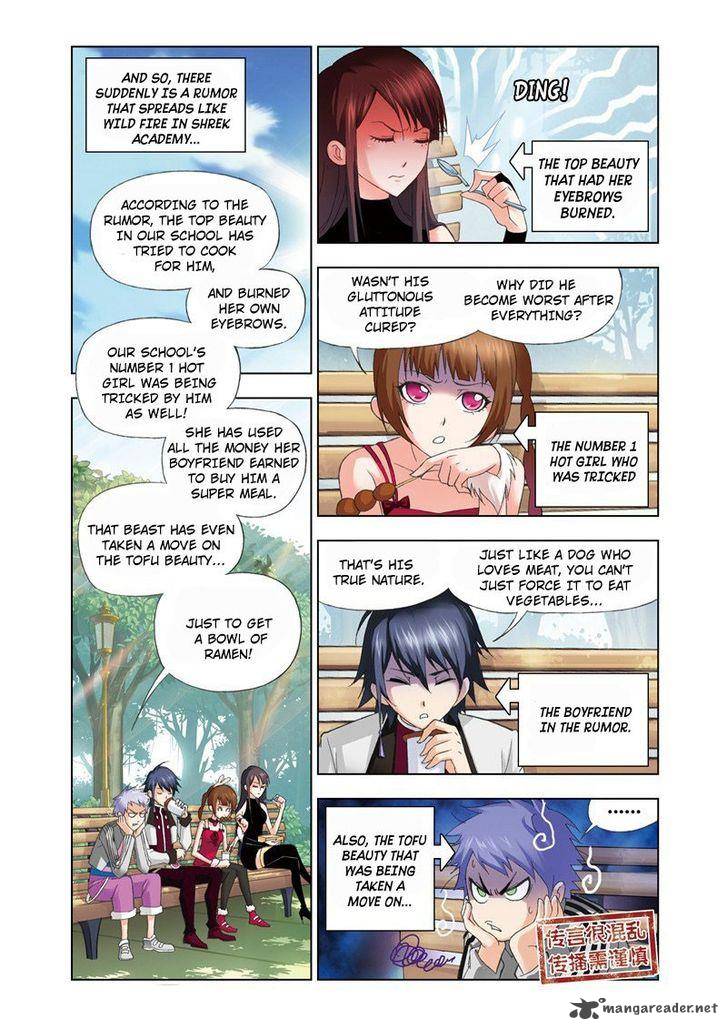 AND SO, THERE
SUDDENLY IS A RUMOR
THAT SPREADS LIKE
WILD FIRE IN SHREK
ACADEMY...
ACCORDING TO THE
RUMOR, THE TOP BEAUTY
IN OUR SCHOOL HAS
TRIED TO COOK
FOR HIM,
AND BURNED
HER OWN
EYEBROWS.
OUR SCHOOL'S
NUMBER 1 HOT
GIRL WAS BEING
TRICKED BY HIM
AS WELL!
SHE HAS USED
ALL THE MONEY HER
BOYFRIEND EARNED
TO BUY HIM A
SUPER MEAL.
THAT BEAST HAS EVEN
TAKEN A MOVE ON
THE TOFU BEAUTY...
JUST TO GET
A BOWL OF
RAMEN!
DING!
THE TOP BEAUTY
THAT HAD HER
EYEBROWS
BURNED.
WASN'T HIS
GLUTTONOUS
ATTITUDE
CURED?
WHY DID HE
BECOME WORST AFTER
EVERYTHING?
THE NUMBER 1
HOT GIRL WHO
WAS TRICKED
THAT'S HIS
TRUE NATURE.
JUST LIKE A DOG WHO
LOVES MEAT, YOU CAN'T
JUST FORCE IT TO EAT
VEGETABLES...
THE BOYFRIEND
IN THE RUMOR.
......
ALSO, THE TOFU
BEAUTY THAT
WAS BEING
TAKEN A
MOVE ON...
传言很混乱
传播需谨慎
mangareader.net